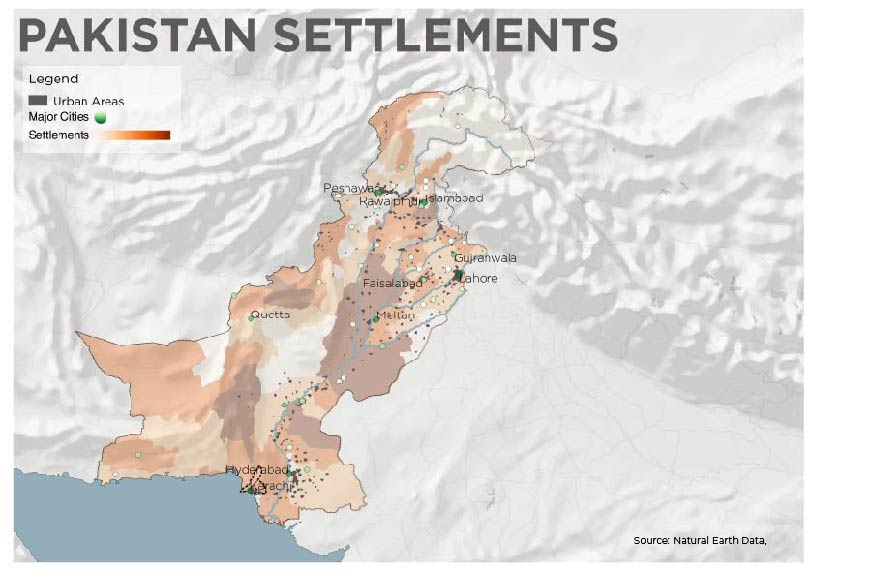 PAKISTAN SETTLEMENTS
Legend
Urban Areas
Major Cities
Settlements
Peshawa
Rawalpindi
Islamabad
Gujranwala
Lahore
Faisalabad
Multan
Quetta
Hyderabad
Karachi
Source: Natural Earth Data,